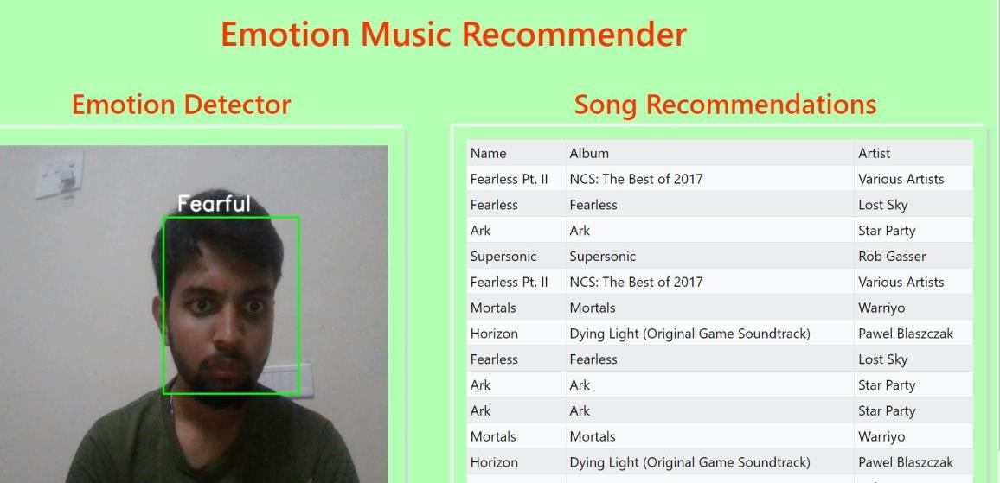 Emotion Music Recommender
Emotion Detector
Song Recommendations
Fearful
Name Album Artist
Fearless Pt. II NCS: The Best of 2017 Various Artists
Fearless Fearless Lost Sky
Ark Ark Star Party
Supersonic Supersonic Rob Gasser
Fearless Pt. II NCS: The Best of 2017 Various Artists
Mortals Mortals Warriyo
Horizon Dying Light (Original Game Soundtrack) Pawel Blaszczak
Fearless Fearless Lost Sky
Ark Ark Star Party
Ark Ark Star Party
Mortals Mortals Warriyo
Horizon Dying Light (Original Game Soundtrack) Pawel Blaszczak